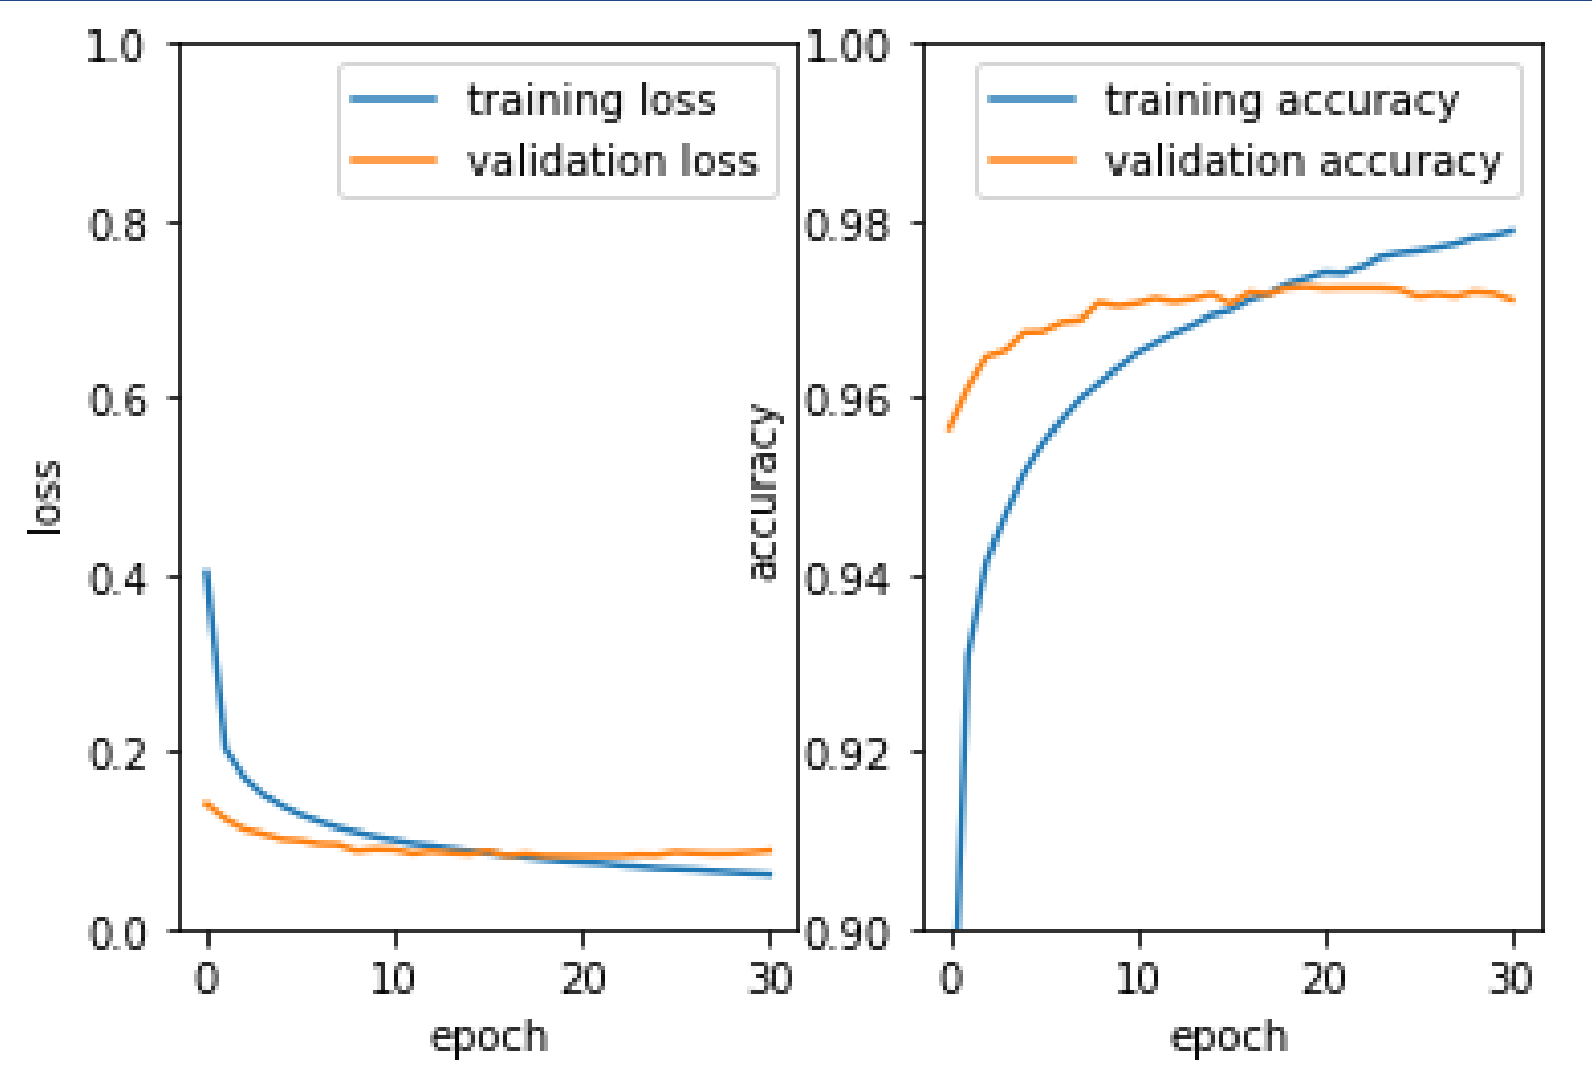 1.0
0.8
0.6
0.4
0.2
0.0
loss
0 10 20 30
epoch
training loss
validation loss
1.00
0.98
0.96
0.94
0.92
0.90
accuracy
0 10 20 30
epoch
training accuracy
validation accuracy